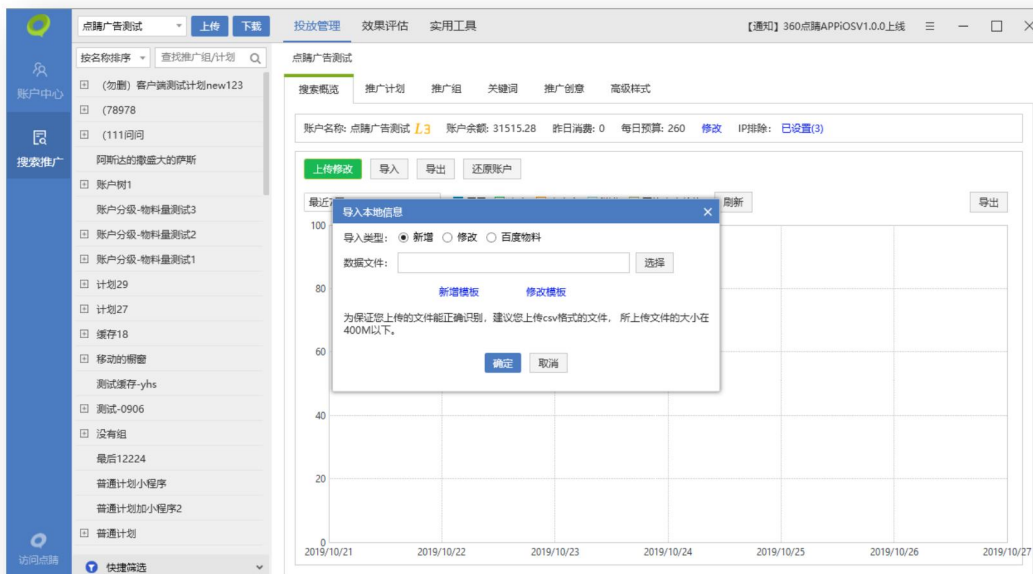 点睛广告测试
上传
下载
投放管理
效果评估
实用工具
【通知】360点睛APPiOSV1.0.0上线
账户中心
搜索推广
访问点睛
按名称排序
查找推广组/计划
(勿删) 客户端测试计划new123
(78978
(111问问
阿斯达的撒盛大的萨斯
账户树1
账户分级-物料量测试3
账户分级-物料量测试2
账户分级-物料量测试1
计划29
计划27
缓存18
移动的橱窗
测试缓存-yhs
测试-0906
没有组
最后12224
普通计划小程序
普通计划加小程序2
普通计划
快捷筛选
点睛广告测试
搜索概览
推广计划
推广组
关键词
推广创意
高级样式
账户名称: 点睛广告测试 L3 账户余额: 31515.28 昨日消费: 0 每日预算: 260 修改 IP排除: 已设置(3)
上传修改
导入
导出
还原账户
刷新
导出
导入本地信息
导入类型: 新增 修改 百度物料
数据文件:
选择
新增模板
修改模板
为保证您上传的文件能正确识别，建议您上传csv格式的文件， 所上传文件的大小在
400M以下。
确定
取消
100
80
60
40
20
0
2019/10/21
2019/10/22
2019/10/23
2019/10/24
2019/10/25
2019/10/26
2019/10/27